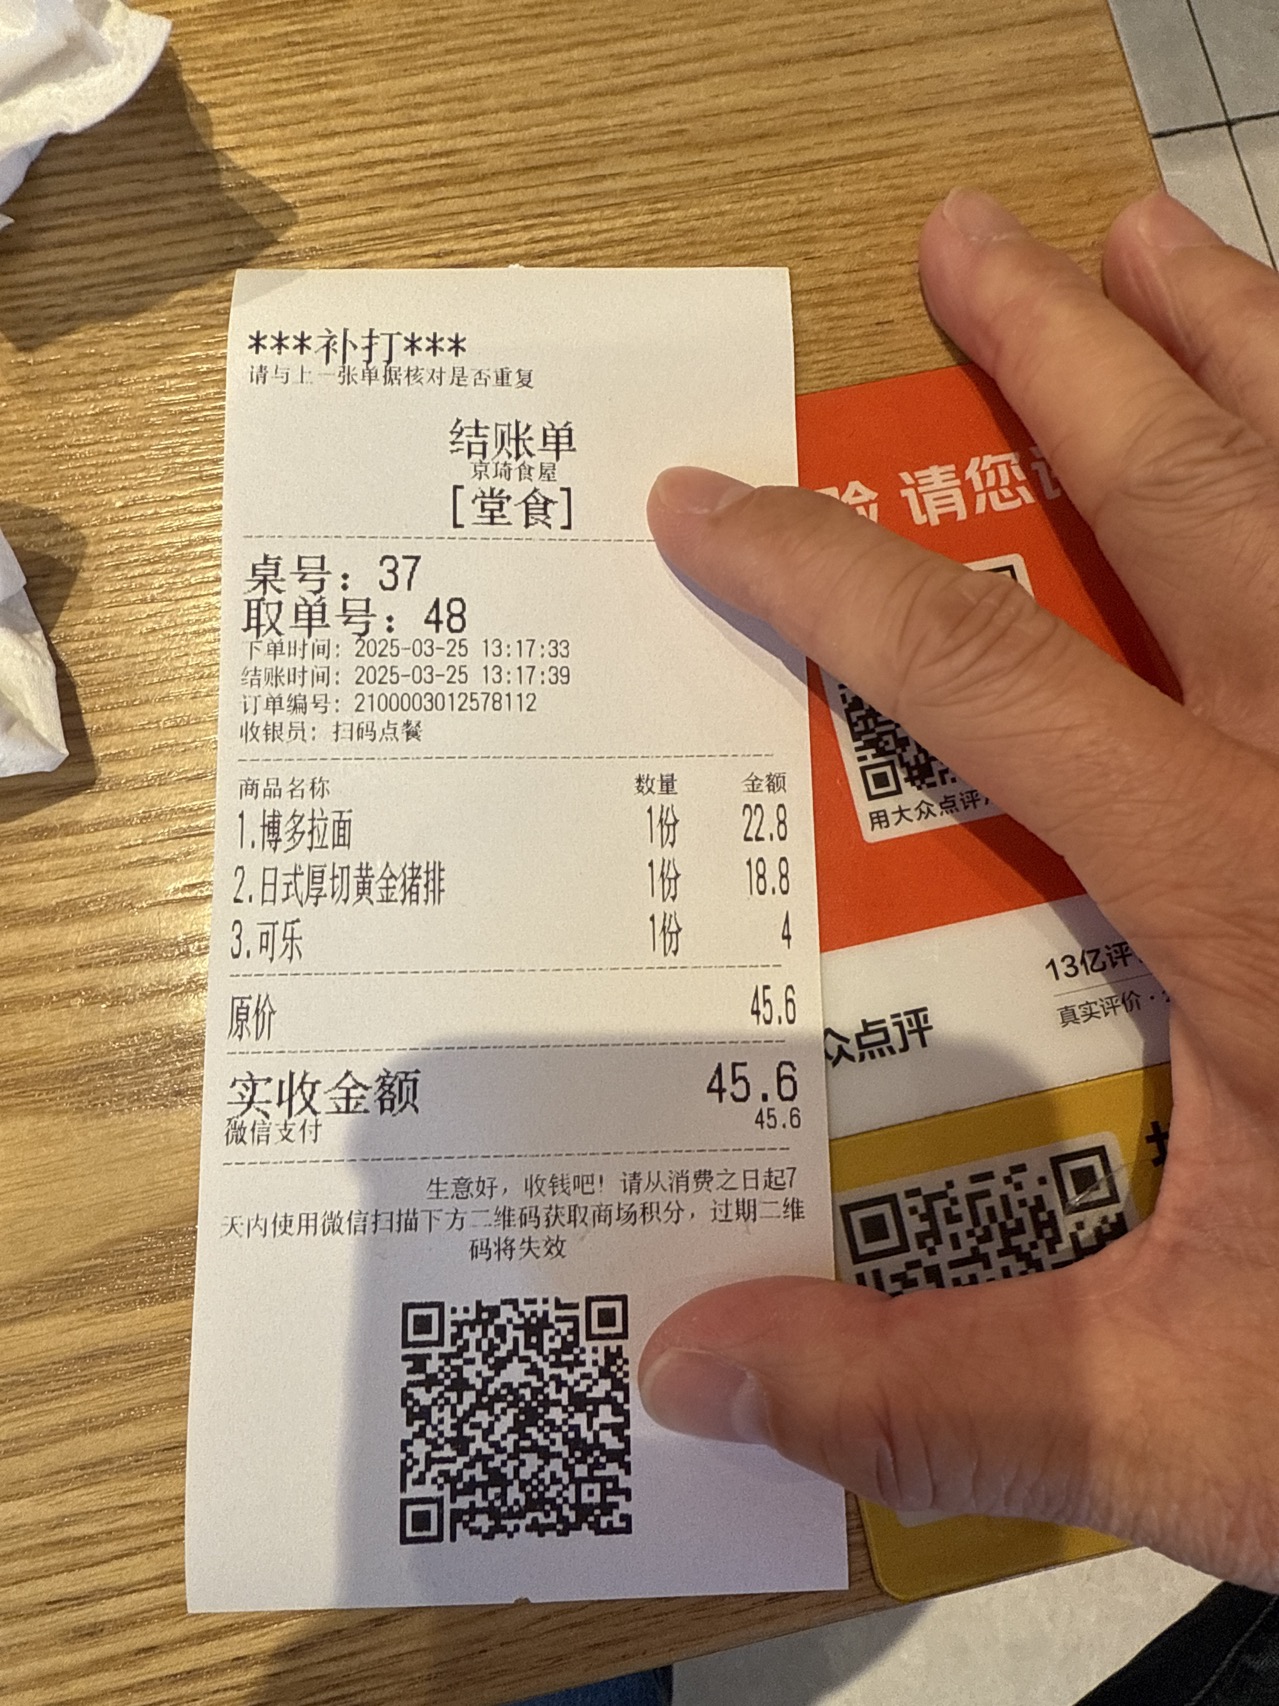 ***补打***
请与上一张单据核对是否重复
结账单
京琦食屋
[堂食]
桌号：37
取单号：48
下单时间：2025-03-25 13:17:33
结账时间：2025-03-25 13:17:39
订单编号：2100003012578112
收银员：扫码点餐
商品名称 数量 金额
1.博多拉面 1份 22.8
2.日式厚切黄金猪排 1份 18.8
3.可乐 1份 4
原价 45.6
实收金额 45.6
微信支付 45.6
生意好，收钱吧！请从消费之日起7
天内使用微信扫描下方二维码获取商场积分，过期二维
码将失效
请您
用大众点评
13亿评
真实评价·
众点评